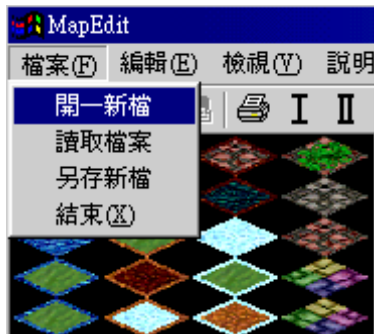 MapEdit
檔案(F) 編輯(E) 檢視(V) 說明
開一新檔
I II
讀取檔案
另存新檔
結束(X)